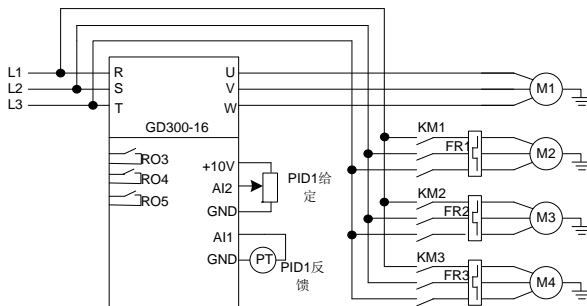 L1
L2
L3
R
S
T
U
V
W
GD300-16
M1
KM1
FR1
M2
RO3
RO4
RO5
+10V
AI2
GND
PID1给
定
KM2
FR2
M3
AI1
GND
PT
PID1反
馈
KM3
FR3
M4